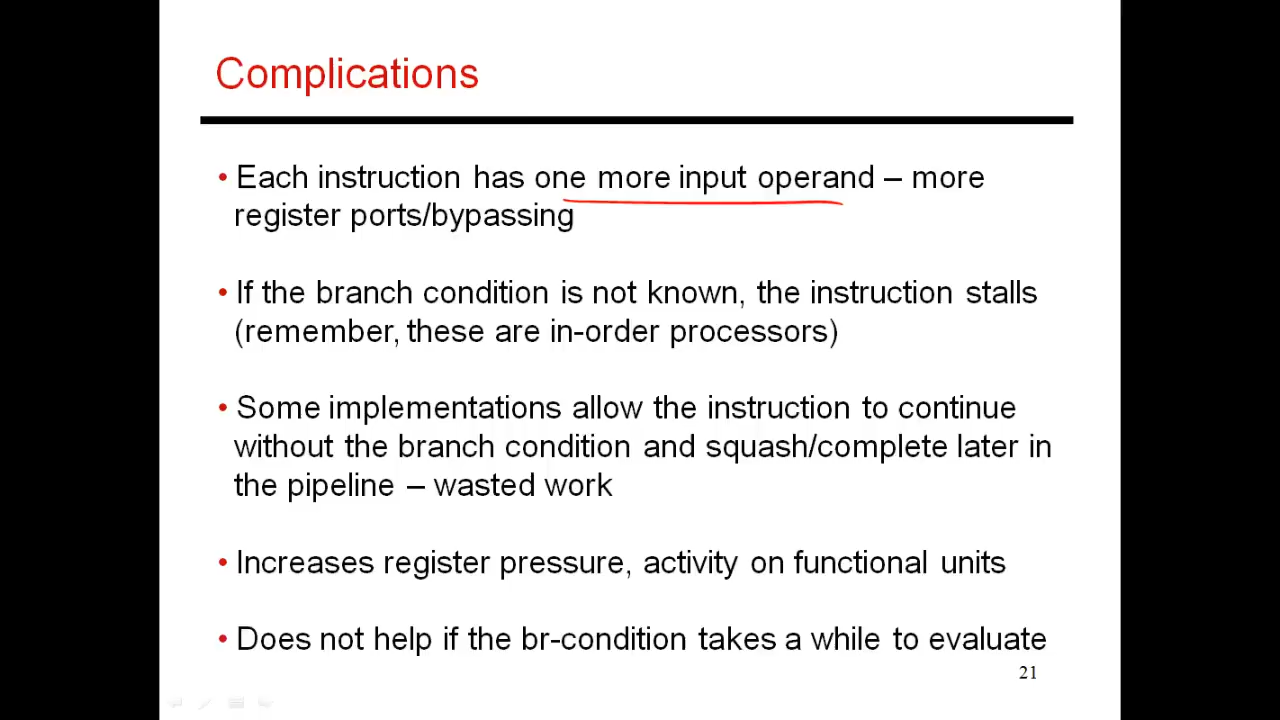 Complications
• Each instruction has one more input operand – more
register ports/bypassing
• If the branch condition is not known, the instruction stalls
(remember, these are in-order processors)
• Some implementations allow the instruction to continue
without the branch condition and squash/complete later in
the pipeline – wasted work
• Increases register pressure, activity on functional units
• Does not help if the br-condition takes a while to evaluate
21